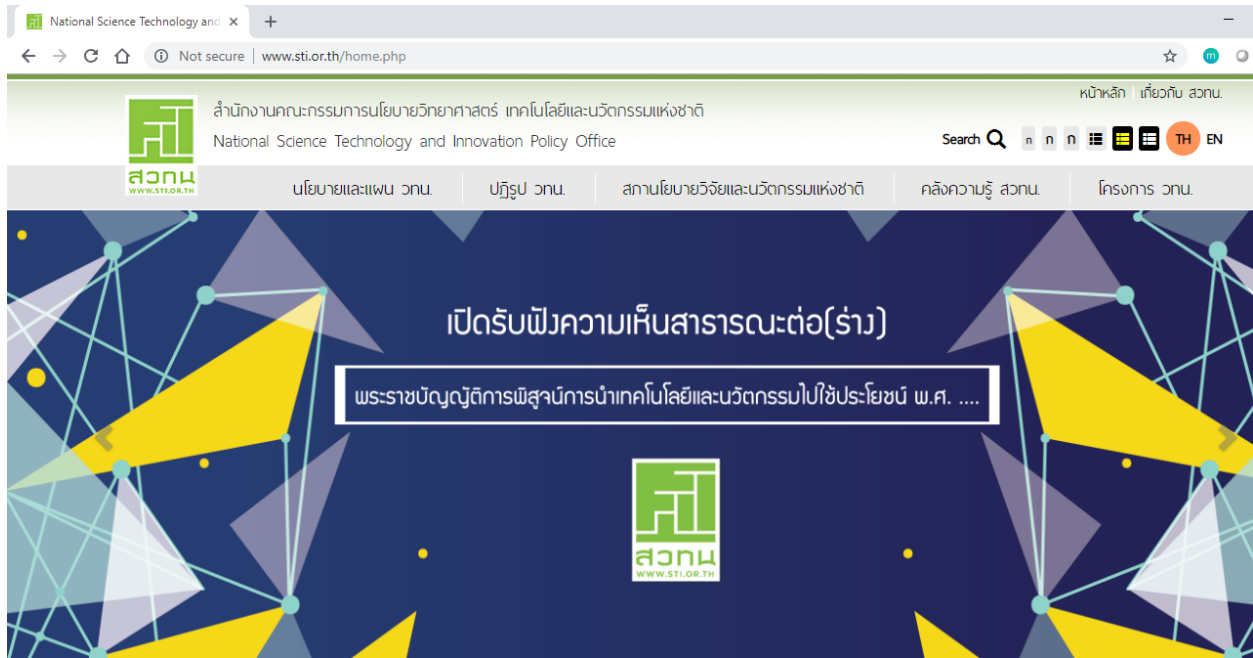 National Science Technology and
Not secure | www.sti.or.th/home.php
m
หน้าหลัก | เกี่ยวกับ สวทน.
สำนักงานคณะกรรมการนโยบายวิทยาศาสตร์ เทคโนโลยีและนวัตกรรมแห่งชาติ
National Science Technology and Innovation Policy Office
Search ก ก ก TH EN
สวทน
WWW.STI.OR.TH
นโยบายและแผน วทน. ปฏิรูป วทน. สถานโยบายวิจัยและนวัตกรรมแห่งชาติ คลังความรู้ สวทน. โครงการ วทน.
เปิดรับฟังความเห็นสาธารณะต่อ(ร่าง)
พระราชบัญญัติการพิสูจน์การนำเทคโนโลยีและนวัตกรรมไปใช้ประโยชน์ พ.ศ. ....
สวทน
WWW.STI.OR.TH